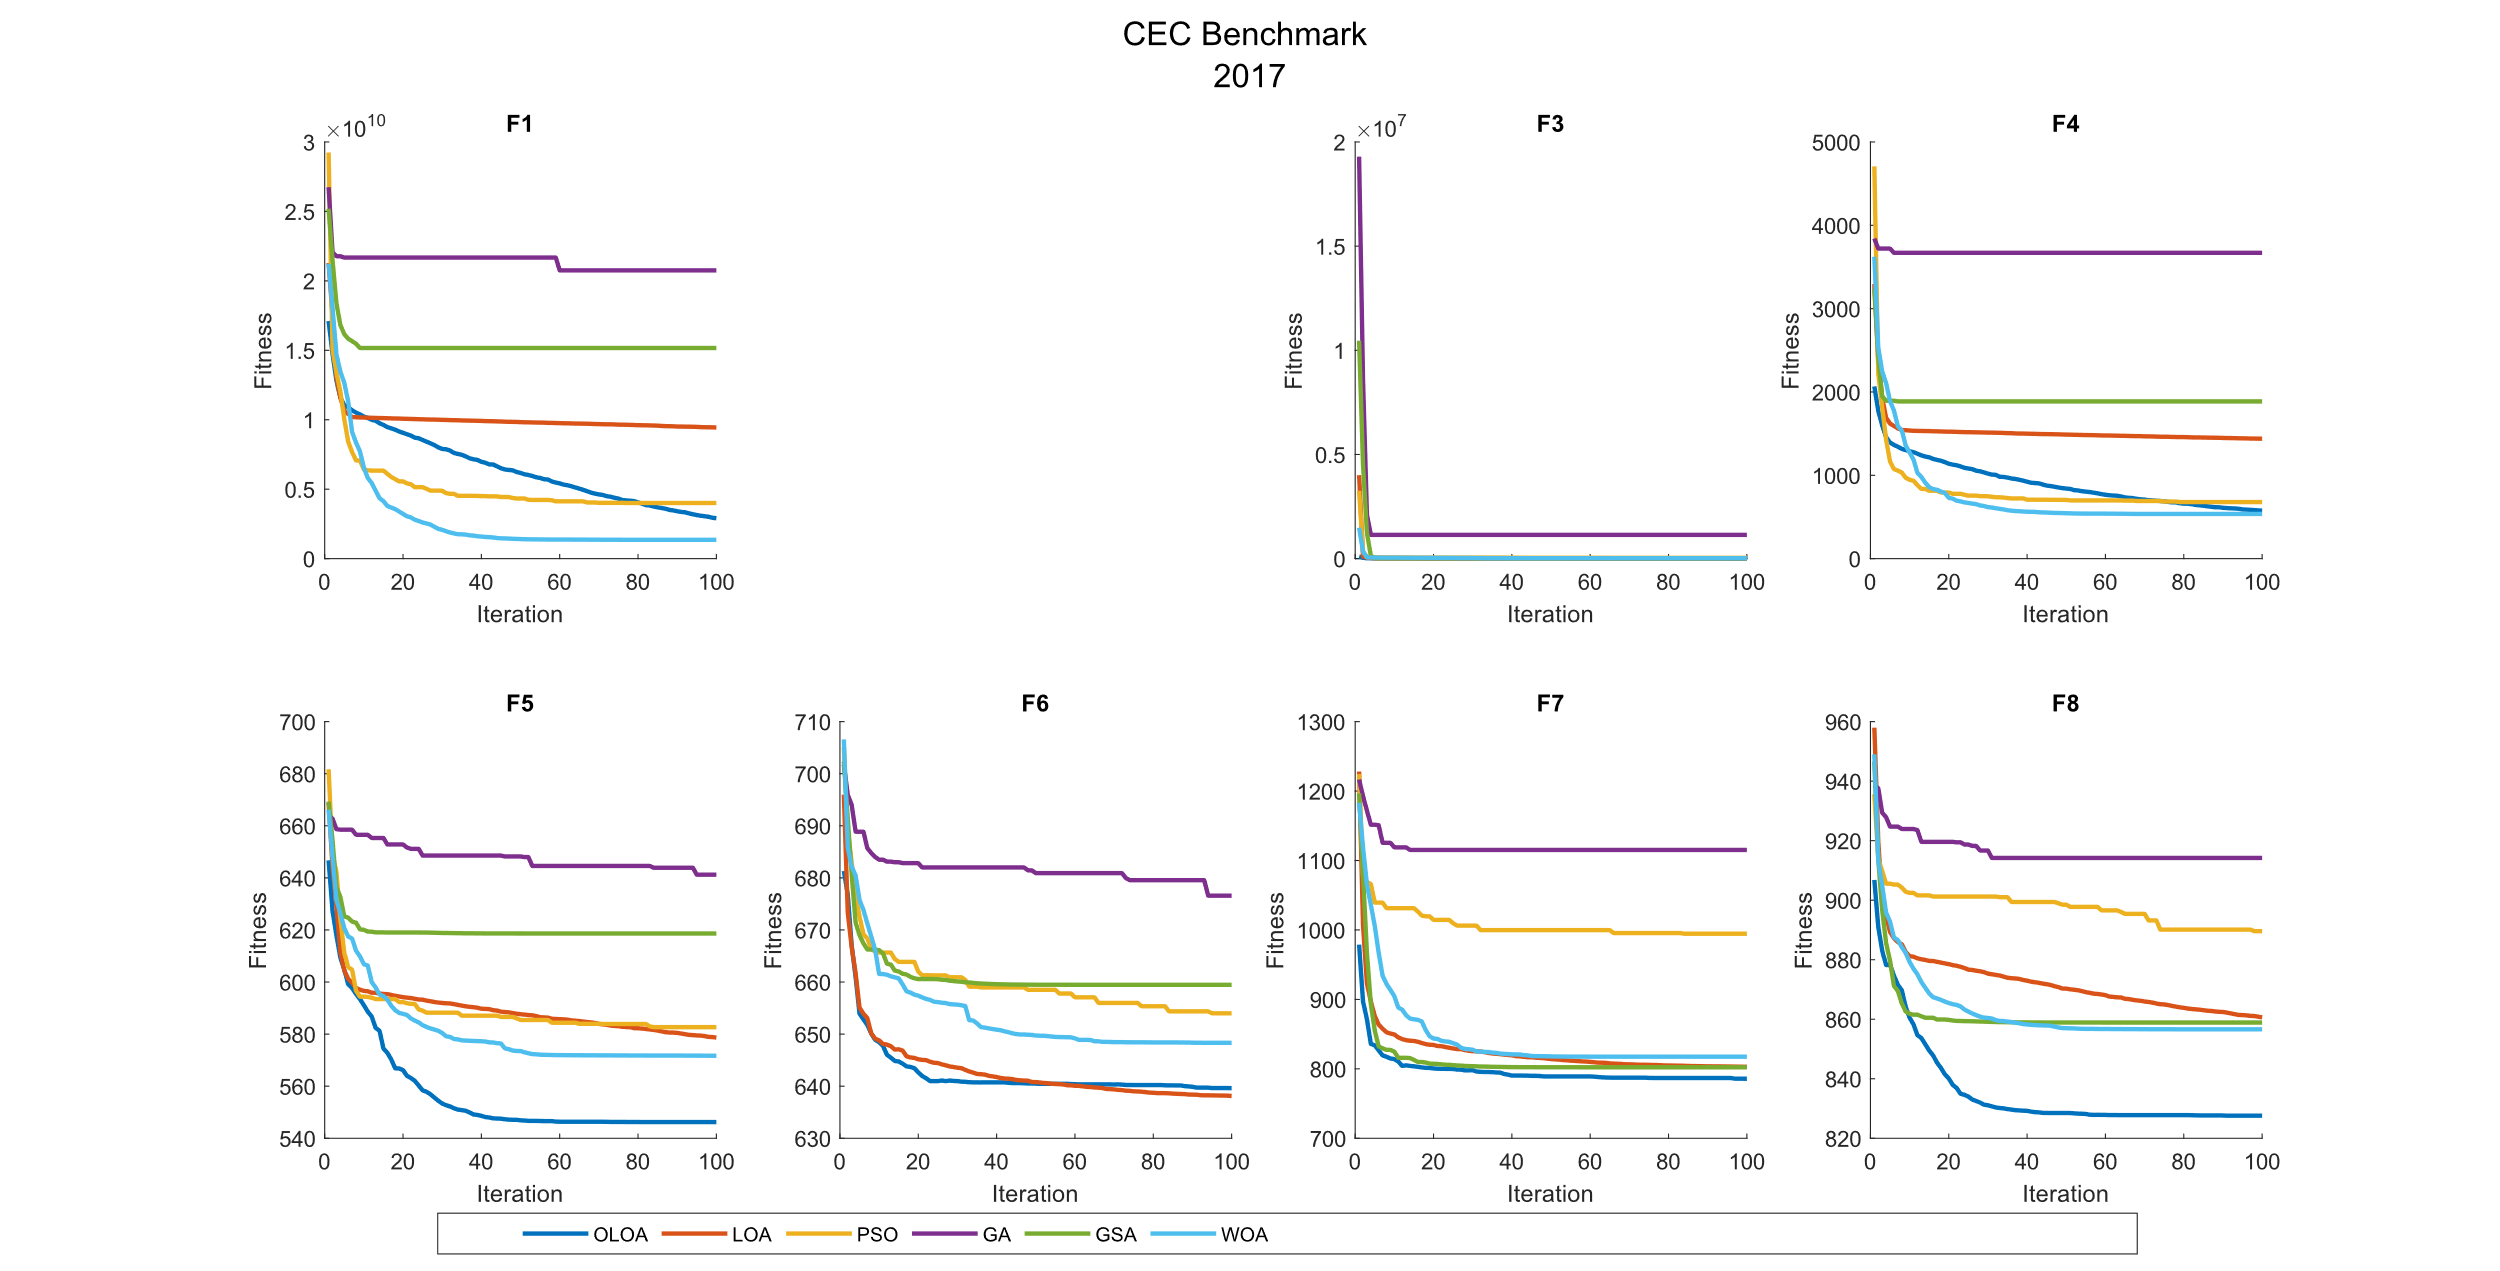 CEC Benchmark
2017
F1
×10^10
3
2.5
2
1.5
1
0.5
0
Fitness
0 20 40 60 80 100
Iteration
F3
×10^7
2
1.5
1
0.5
0
Fitness
0 20 40 60 80 100
Iteration
F4
5000
4000
3000
2000
1000
0
Fitness
0 20 40 60 80 100
Iteration
F5
700
680
660
640
620
600
580
560
540
Fitness
0 20 40 60 80 100
Iteration
F6
710
700
690
680
670
660
650
640
630
Fitness
0 20 40 60 80 100
Iteration
F7
1300
1200
1100
1000
900
800
700
Fitness
0 20 40 60 80 100
Iteration
F8
960
940
920
900
880
860
840
820
Fitness
0 20 40 60 80 100
Iteration
OLOA LOA PSO GA GSA WOA